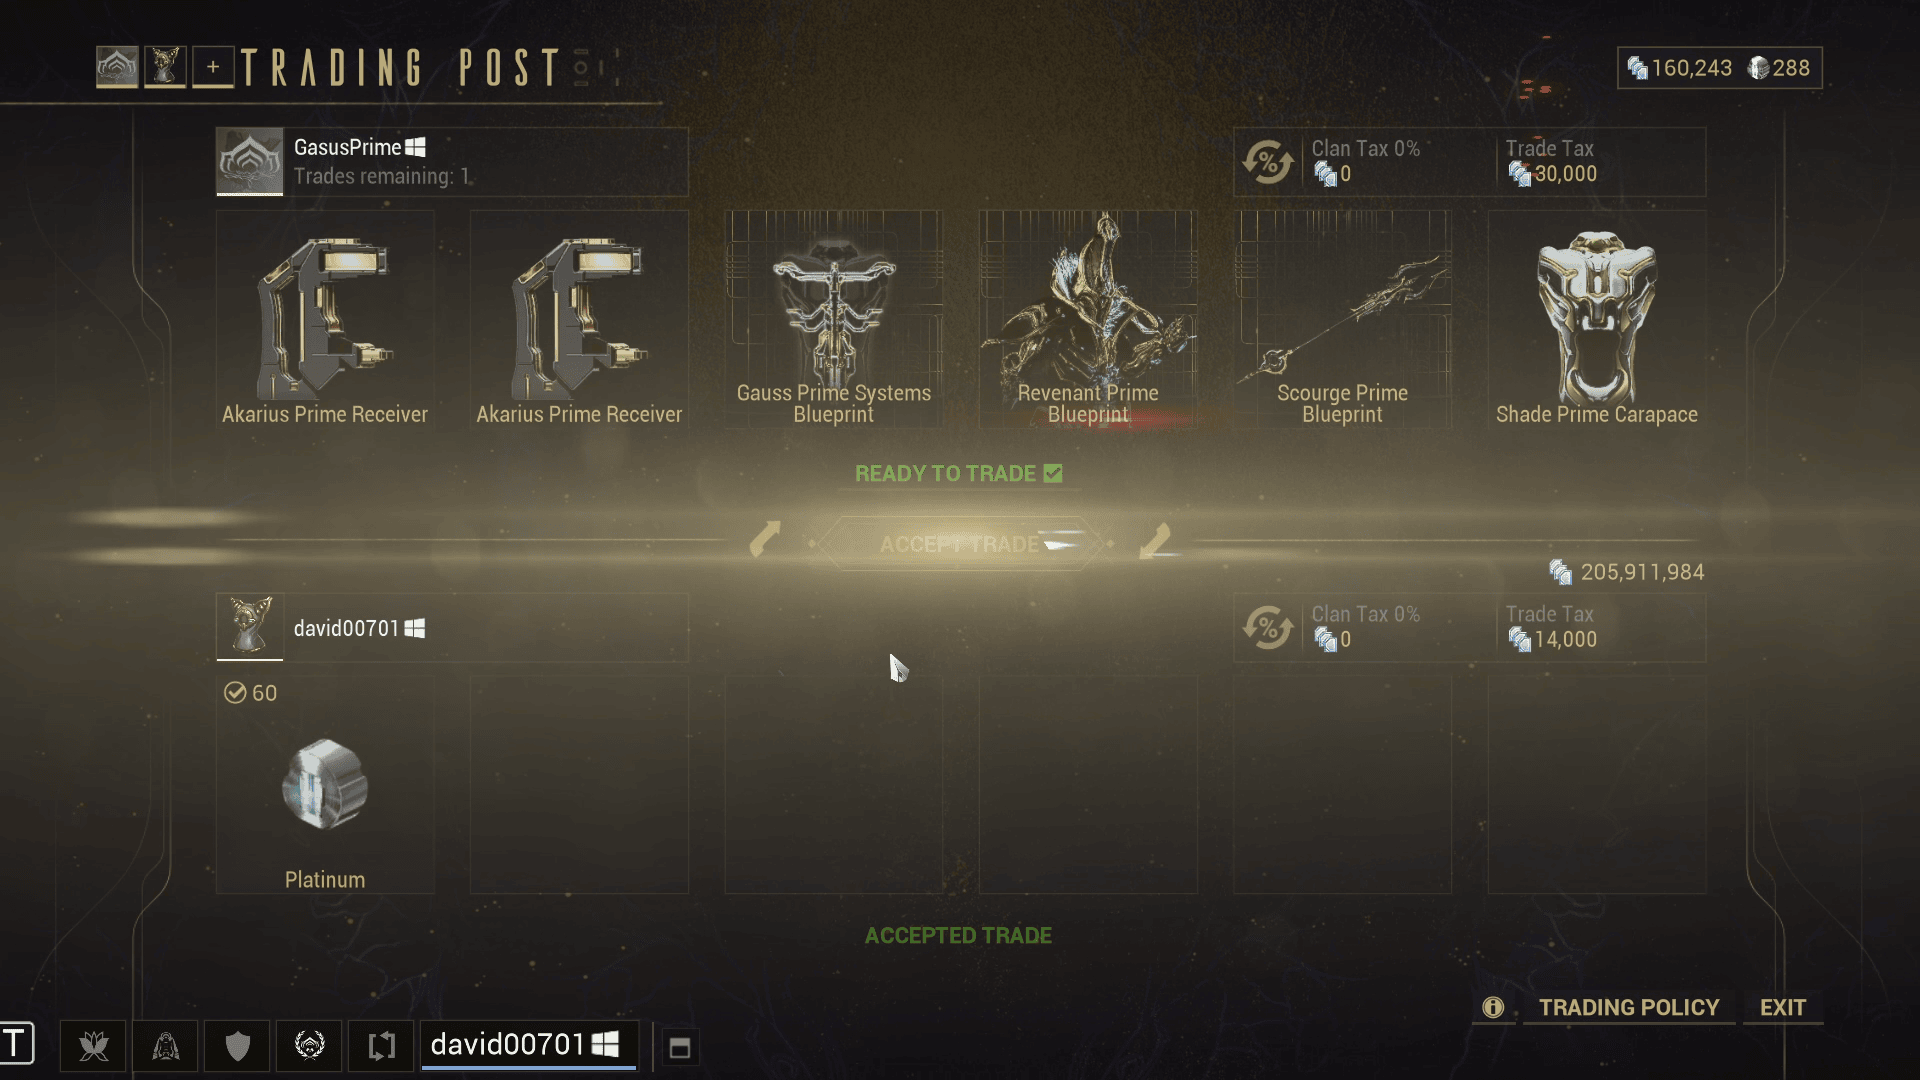 TRADING POST
160,243 288
GasusPrime
Trades remaining: 1
Clan Tax 0%
0
Trade Tax
30,000
Akarius Prime Receiver
Akarius Prime Receiver
Gauss Prime Systems
Blueprint
Revenant Prime
Blueprint
Scourge Prime
Blueprint
Shade Prime Carapace
READY TO TRADE
ACCEPT TRADE
205,911,984
david00701
Clan Tax 0%
0
Trade Tax
14,000
60
Platinum
ACCEPTED TRADE
TRADING POLICY
EXIT
T
david00701